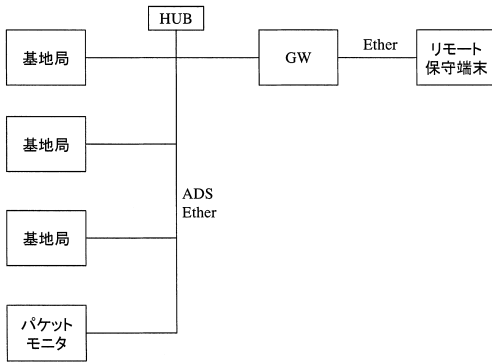 HUB
基地局
GW
Ether
リモート
保守端末
基地局
ADS
Ether
基地局
パケット
モニタ